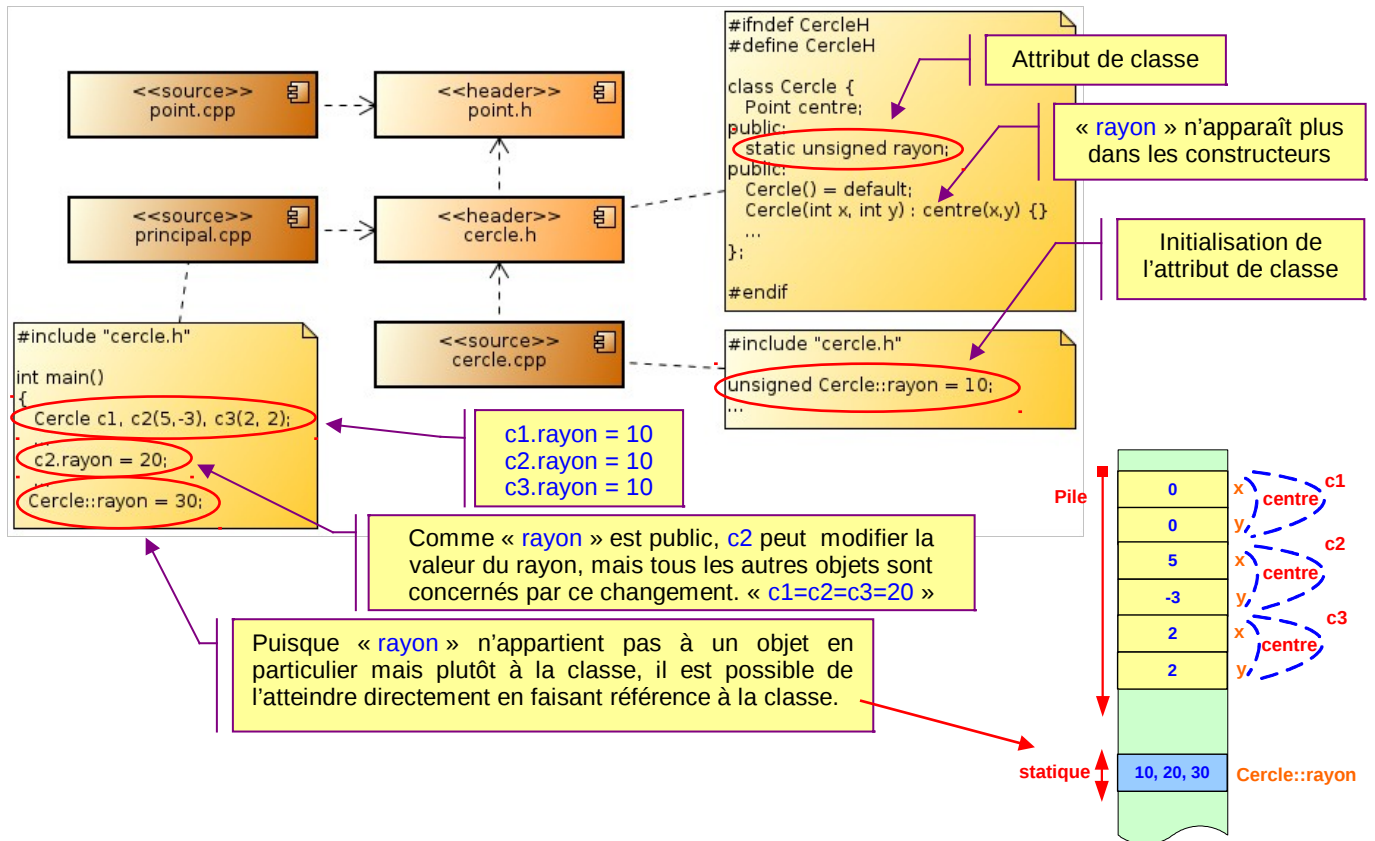 <<source>>
point.cpp
<<header>>
point.h
<<source>>
principal.cpp
<<header>>
cercle.h
<<source>>
cercle.cpp
#ifndef CercleH
#define CercleH
class Cercle {
Point centre;
public:
static unsigned rayon;
public:
Cercle() = default;
Cercle(int x, int y) : centre(x,y) {}
...
};
#endif
Attribut de classe
« rayon » n'apparaît plus
dans les constructeurs
Initialisation de
l'attribut de classe
#include "cercle.h"
unsigned Cercle::rayon = 10;
...
#include "cercle.h"
int main()
{
Cercle c1, c2(5,-3), c3(2, 2);
...
c2.rayon = 20;
...
Cercle::rayon = 30;
c1.rayon = 10
c2.rayon = 10
c3.rayon = 10
Comme « rayon » est public, c2 peut modifier la
valeur du rayon, mais tous les autres objets sont
concernés par ce changement. « c1=c2=c3=20 »
Puisque « rayon » n'appartient pas à un objet en
particulier mais plutôt à la classe, il est possible de
l'atteindre directement en faisant référence à la classe.
Pile
0 x centre c1
0 y
5 x centre c2
-3 y
2 x centre c3
2 y
statique 10, 20, 30 Cercle::rayon